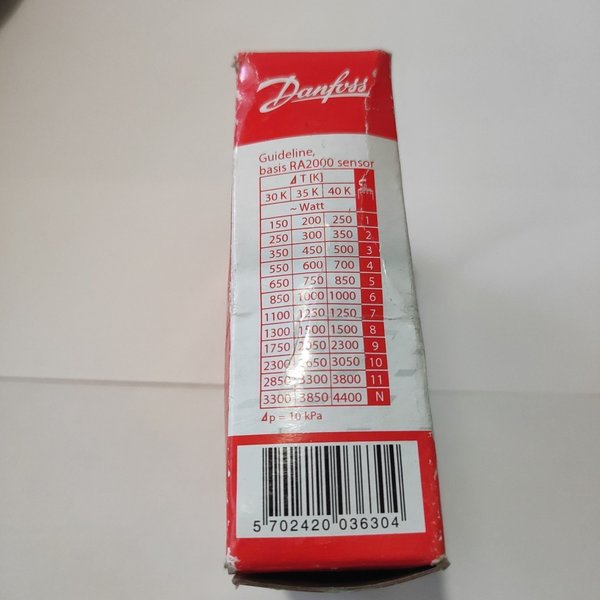 Danfoss
Guideline,
basis RA2000 sensor
⊿ T [K]
30 K 35 K 40 K
~ Watt
150 200 250 1
250 300 350 2
350 450 500 3
550 600 700 4
650 750 850 5
850 1000 1000 6
1100 1250 1250 7
1300 1500 1500 8
1750 2050 2300 9
2300 2650 3050 10
2850 3300 3800 11
3300 3850 4400 N
⊿p = 10 kPa
5 702420 036304